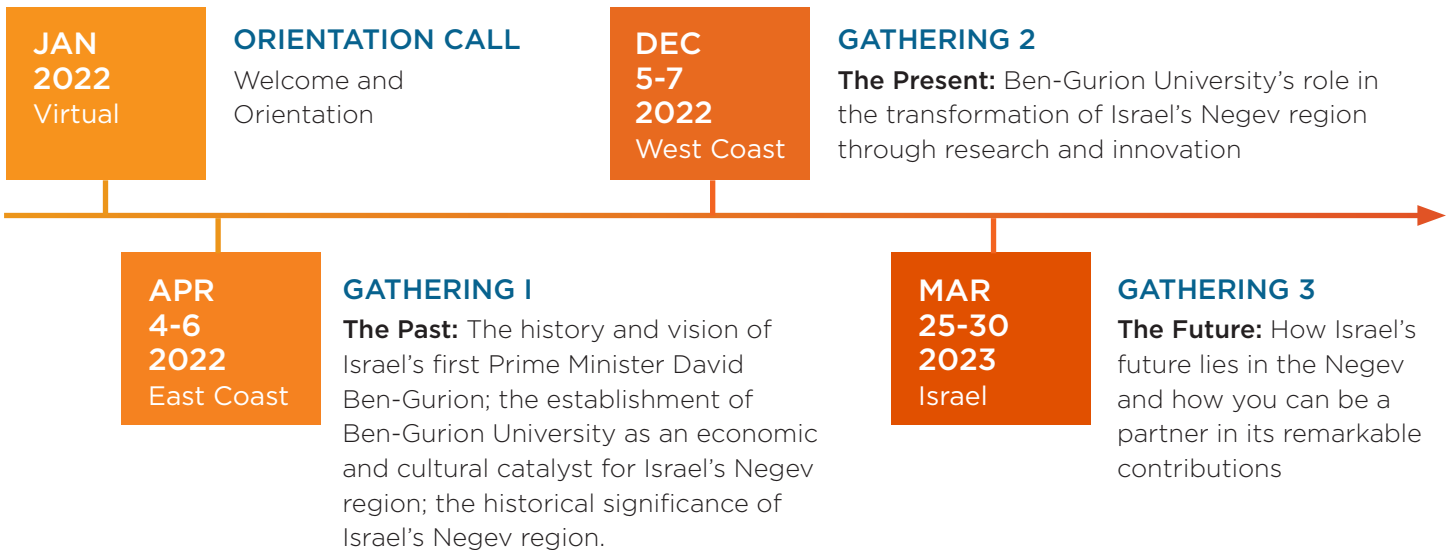 JAN
2022
Virtual
ORIENTATION CALL
Welcome and
Orientation
APR
4-6
2022
East Coast
GATHERING I
The Past: The history and vision of
Israel’s first Prime Minister David
Ben-Gurion; the establishment of
Ben-Gurion University as an economic
and cultural catalyst for Israel’s Negev
region; the historical significance of
Israel’s Negev region.
DEC
5-7
2022
West Coast
GATHERING 2
The Present: Ben-Gurion University’s role in
the transformation of Israel’s Negev region
through research and innovation
MAR
25-30
2023
Israel
GATHERING 3
The Future: How Israel’s
future lies in the Negev
and how you can be a
partner in its remarkable
contributions